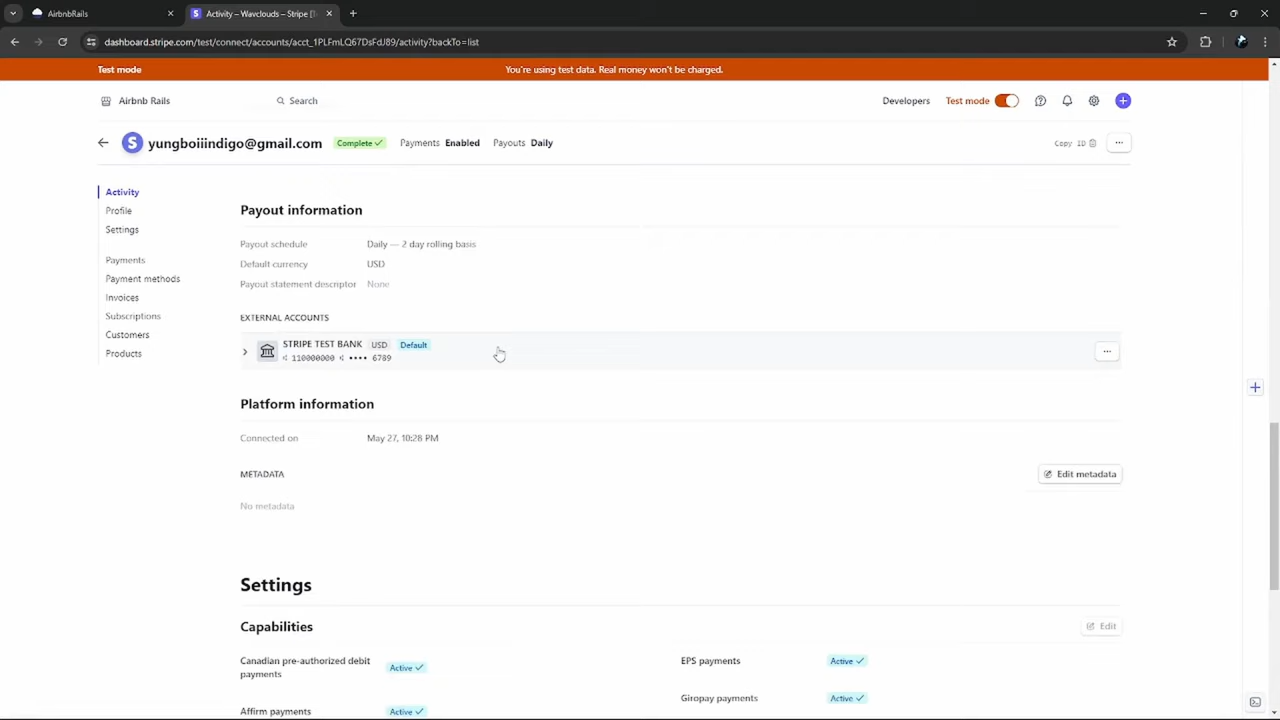 AirbnbRails
Activity – Wavclouds – Stripe [T
dashboard.stripe.com/test/connect/accounts/acct_1PLFmLQ67DsFdJ89/activity?backTo=list
Test mode
You're using test data. Real money won't be charged.
Airbnb Rails
Search
Developers
Test mode
yungboiiindigo@gmail.com
Complete
Payments Enabled
Payouts Daily
Copy ID
Activity
Profile
Settings
Payments
Payment methods
Invoices
Subscriptions
Customers
Products
Payout information
Payout schedule Daily — 2 day rolling basis
Default currency USD
Payout statement descriptor None
EXTERNAL ACCOUNTS
STRIPE TEST BANK USD Default
⑆ 110000000 ⑆ •••• 6789
Platform information
Connected on May 27, 10:28 PM
METADATA
Edit metadata
No metadata
Settings
Capabilities
Edit
Canadian pre-authorized debit
payments
Active
EPS payments Active
Giropay payments Active
Affirm payments Active